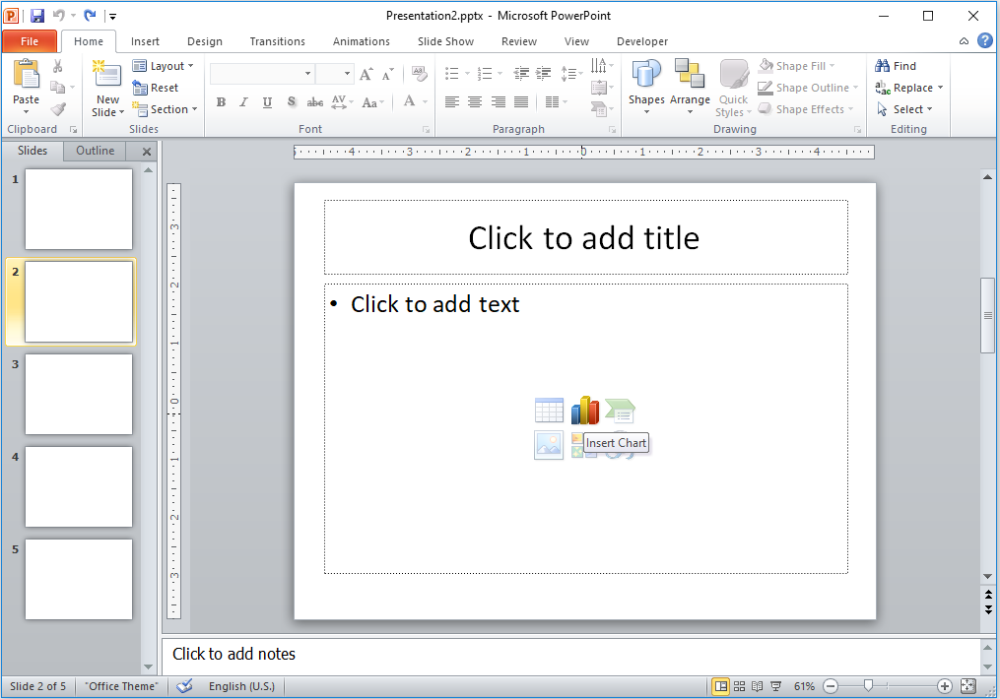 Presentation2.pptx - Microsoft PowerPoint
File Home Insert Design Transitions Animations Slide Show Review View Developer
Paste
Clipboard
New Slide
Layout
Reset
Section
Slides
B I U S abc AV Aa A
Font
Paragraph
Shapes
Arrange
Quick Styles
Shape Fill
Shape Outline
Shape Effects
Drawing
Find
Replace
Select
Editing
Slides Outline
4 3 2 1 0 1 2 3 4
1
2
3
4
5
3
2
1
0
1
2
3
Click to add title
• Click to add text
Insert Chart
Click to add notes
Slide 2 of 5 "Office Theme" English (U.S.) 61%